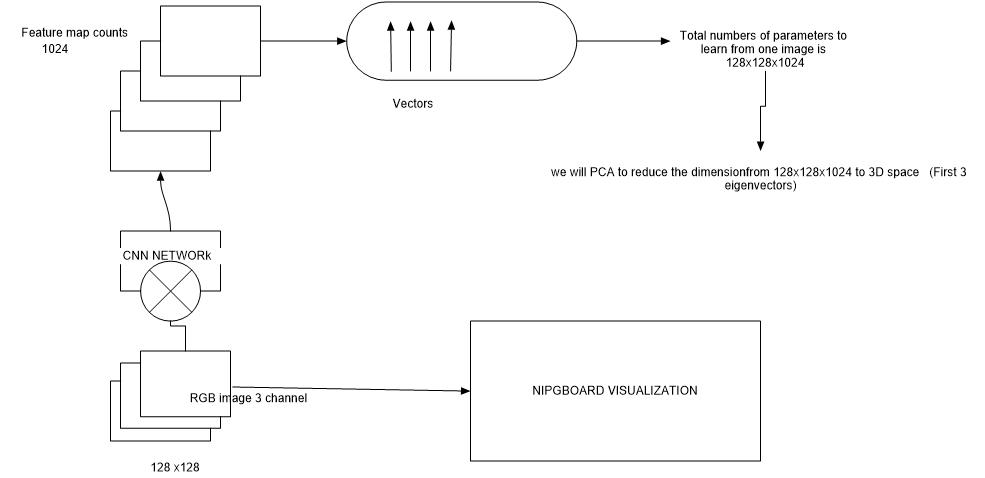 Feature map counts
1024
Vectors
Total numbers of parameters to
learn from one image is
128x128x1024
we will PCA to reduce the dimensionfrom 128x128x1024 to 3D space (First 3
eigenvectors)
CNN NETWORk
RGB image 3 channel
NIPGBOARD VISUALIZATION
128 x128